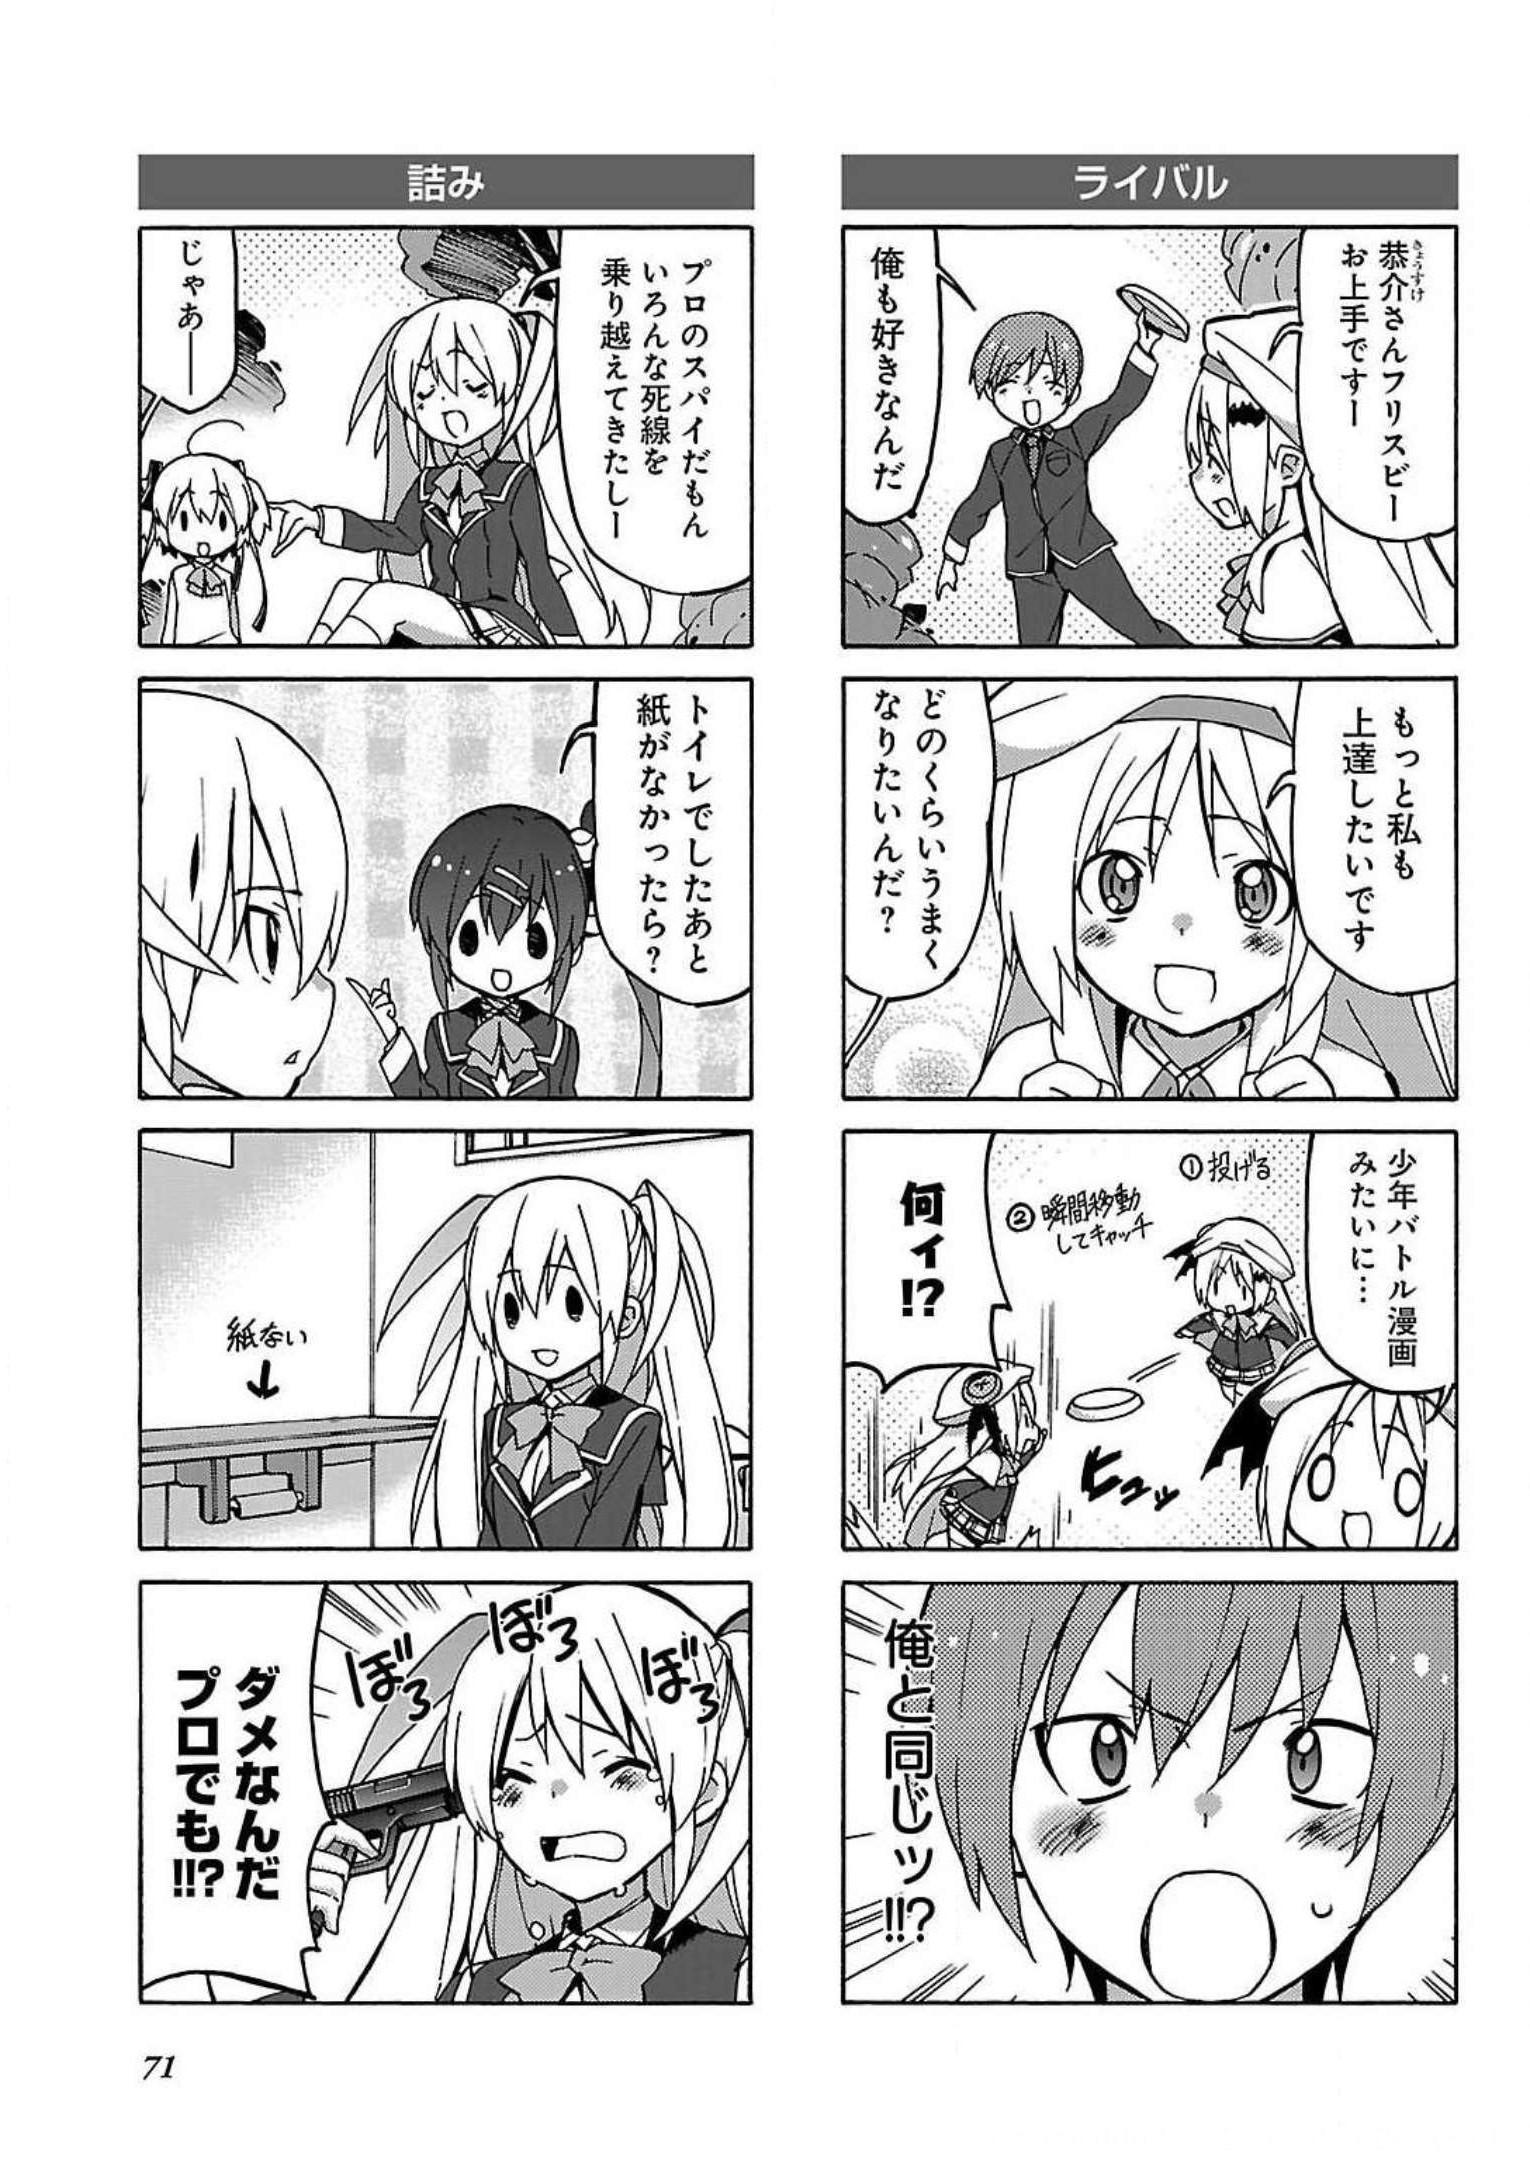 ライバル
恭介さんフリスビー
きょうすけ
お上手ですー
俺も好きなんだ
もっと私も
上達したいです
どのくらいうまく
なりたいんだ?
少年バトル漫画
みたいに…
①投げる
②瞬間移動
してキャッチ
何ィ!?
ヒュッ
俺と同じッ!!?
詰み
プロのスパイだもん
いろんな死線を
乗り越えてきたしー
じゃあ――
トイレでしたあと
紙がなかったら?
紙ない
↓
ぼろ
ぼろ
ぼろ
ダメなんだ
プロでも!!?
71